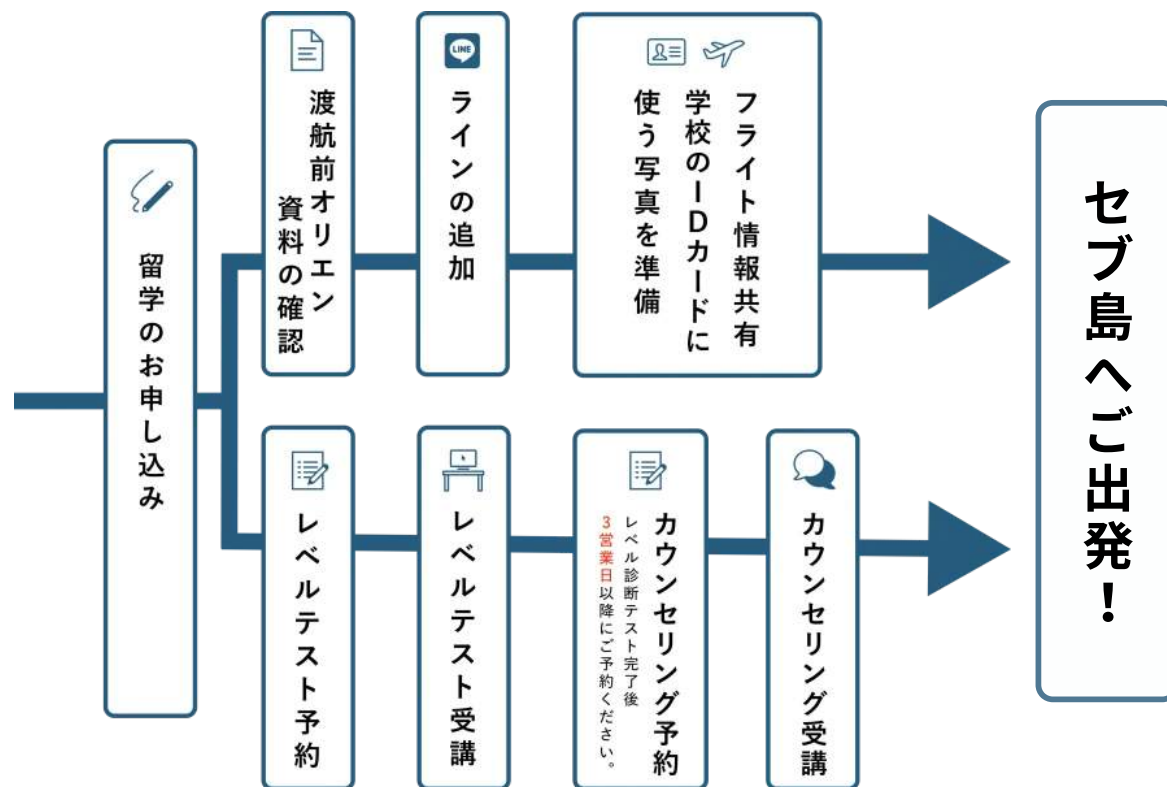 留学のお申し込み
渡航前オリエン
資料の確認
LINE
ラインの追加
フライト情報共有
学校のIDカードに
使う写真を準備
レベルテスト予約
レベルテスト受講
カウンセリング予約
レベル診断テスト完了後
3営業日以降にご予約ください。
カウンセリング受講
セブ島へご出発！